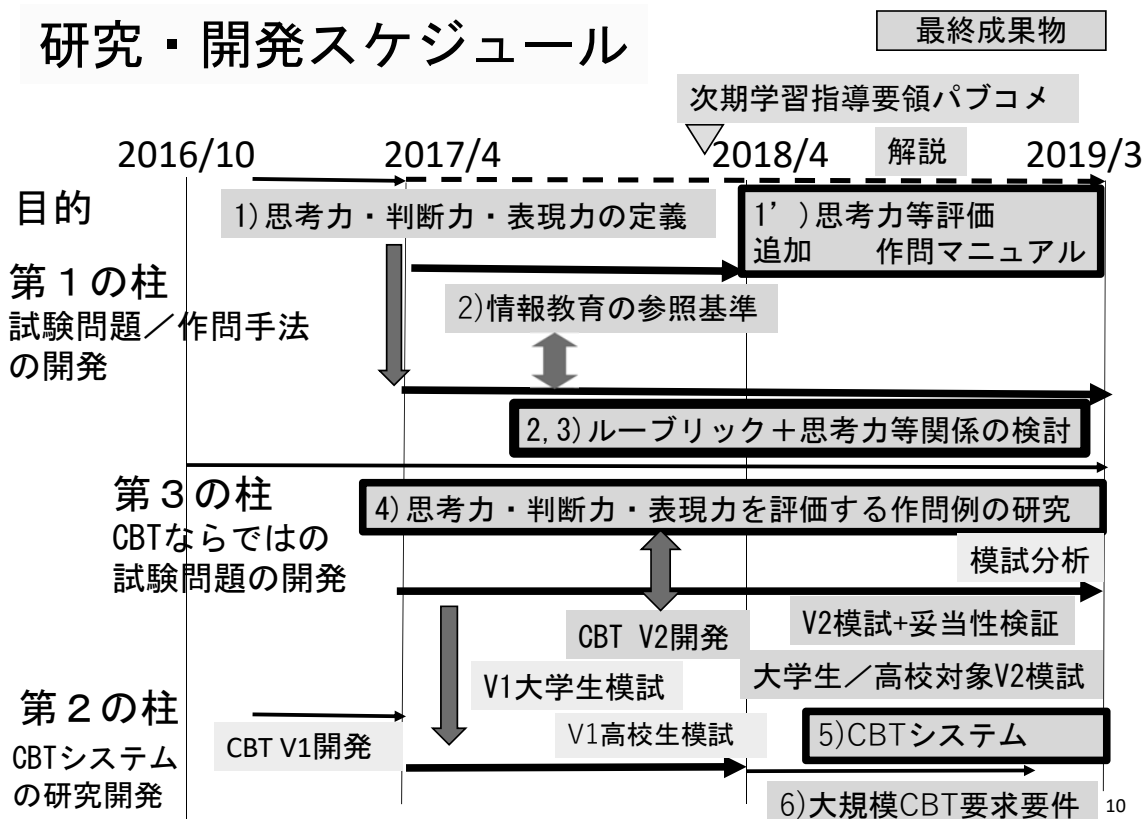 研究・開発スケジュール
最終成果物
次期学習指導要領パブコメ
2016/10
2017/4
2018/4
解説
2019/3
目的
1)思考力・判断力・表現力の定義
1’)思考力等評価
追加 作問マニュアル
第１の柱
試験問題／作問手法
の開発
2)情報教育の参照基準
2,3)ルーブリック＋思考力等関係の検討
第３の柱
CBTならではの
試験問題の開発
4)思考力・判断力・表現力を評価する作問例の研究
模試分析
CBT V2開発
V2模試+妥当性検証
V1大学生模試
大学生／高校対象V2模試
第２の柱
CBTシステム
の研究開発
CBT V1開発
V1高校生模試
5)CBTシステム
6)大規模CBT要求要件
10